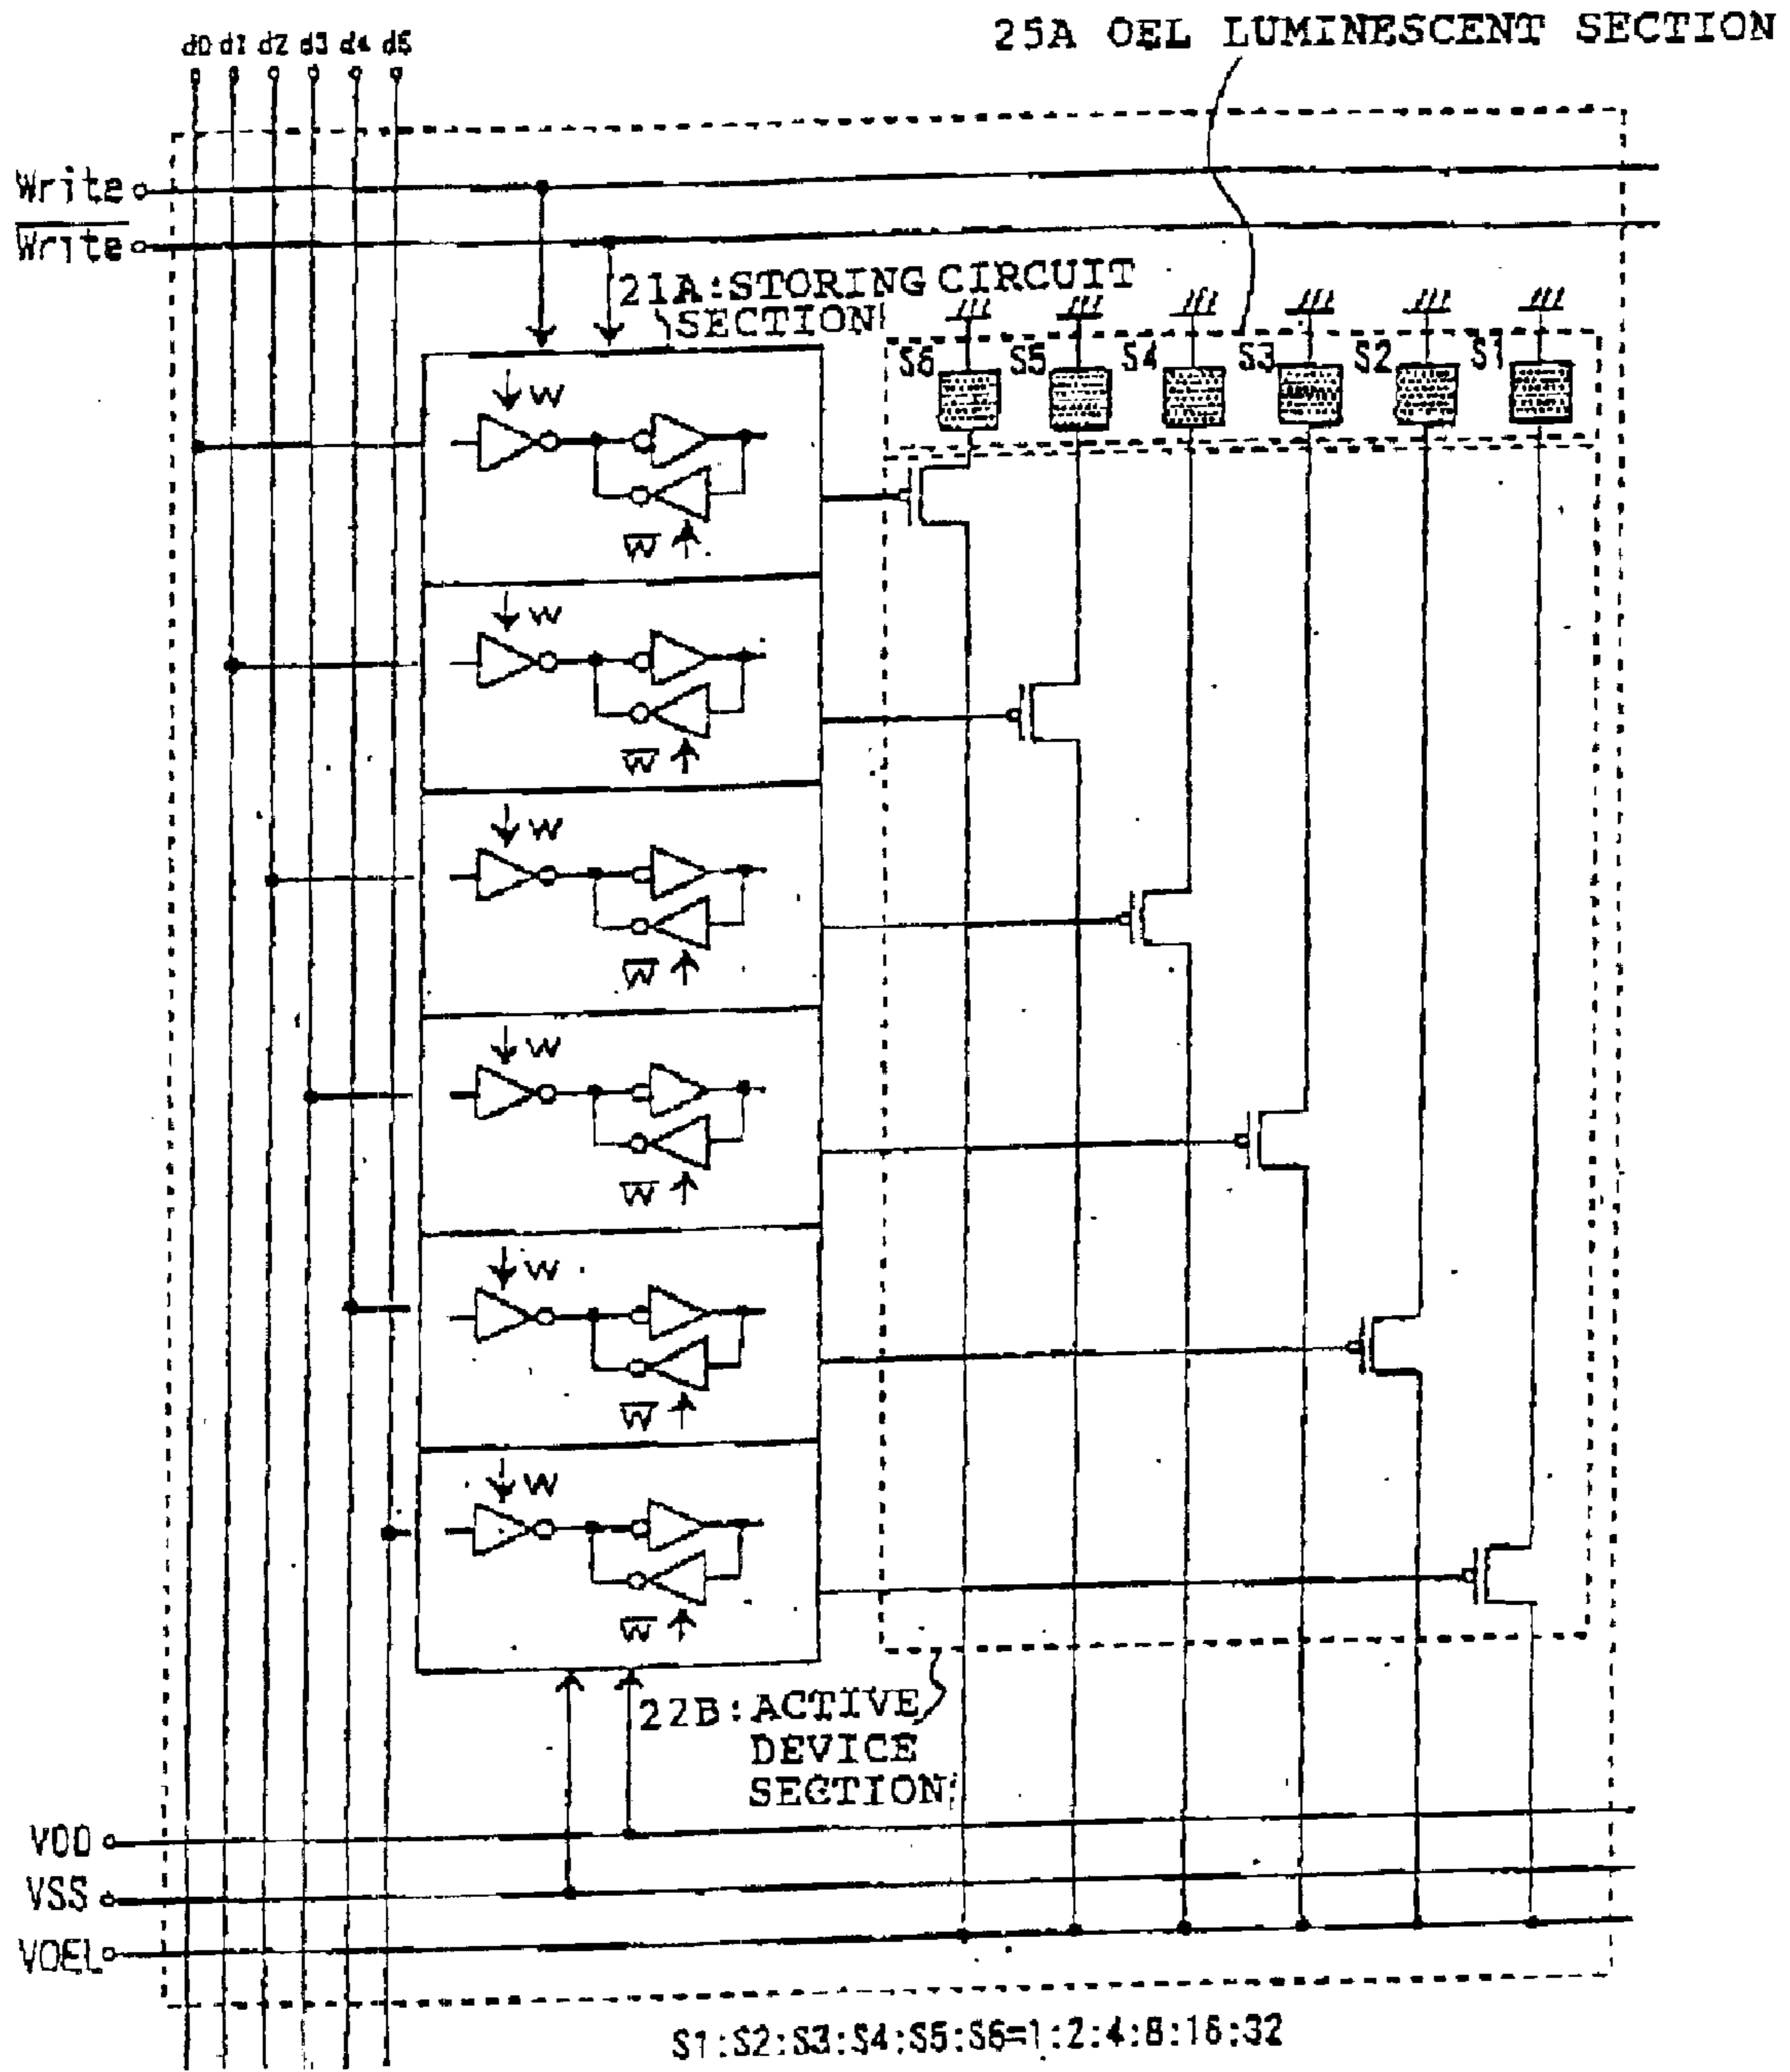 25A OEL LUMINESCENT SECTION
d0 d1 d2 d3 d4 d5
Write
W̅r̅i̅t̅e̅
21A:STORING CIRCUIT
SECTION
S6 S5 S4 S3 S2 S1
W
W̅
W
W̅
W
W̅
W
W̅
W
W̅
W
W̅
22B:ACTIVE
DEVICE
SECTION
VDD
VSS
VOEL
S1:S2:S3:S4:S5:S6=1:2:4:8:16:32